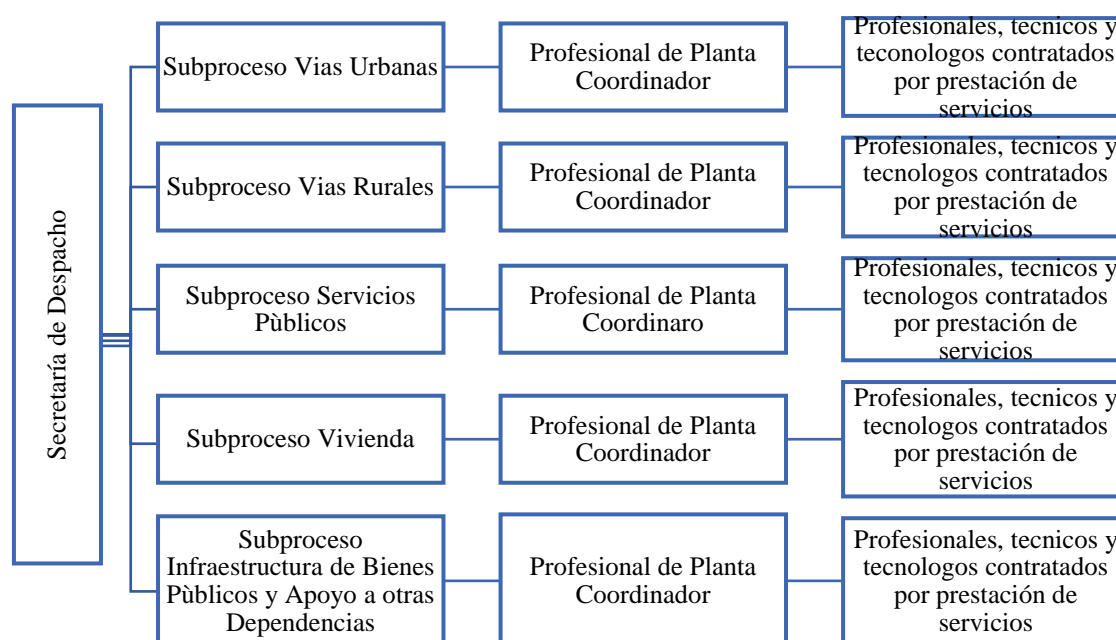 Secretaría de Despacho
Subproceso Vias Urbanas
Profesional de Planta
Coordinador
Profesionales, tecnicos y
teconologos contratados
por prestación de
servicios
Subproceso Vias Rurales
Profesional de Planta
Coordinador
Profesionales, tecnicos y
tecnologos contratados
por prestación de
servicios
Subproceso Servicios
Pùblicos
Profesional de Planta
Coordinaro
Profesionales, tecnicos y
tecnologos contratados
por prestación de
servicios
Subproceso Vivienda
Profesional de Planta
Coordinador
Profesionales, tecnicos y
tecnologos contratados
por prestación de
servicios
Subproceso
Infraestructura de Bienes
Pùblicos y Apoyo a otras
Dependencias
Profesional de Planta
Coordinador
Profesionales, tecnicos y
tecnologos contratados
por prestación de
servicios